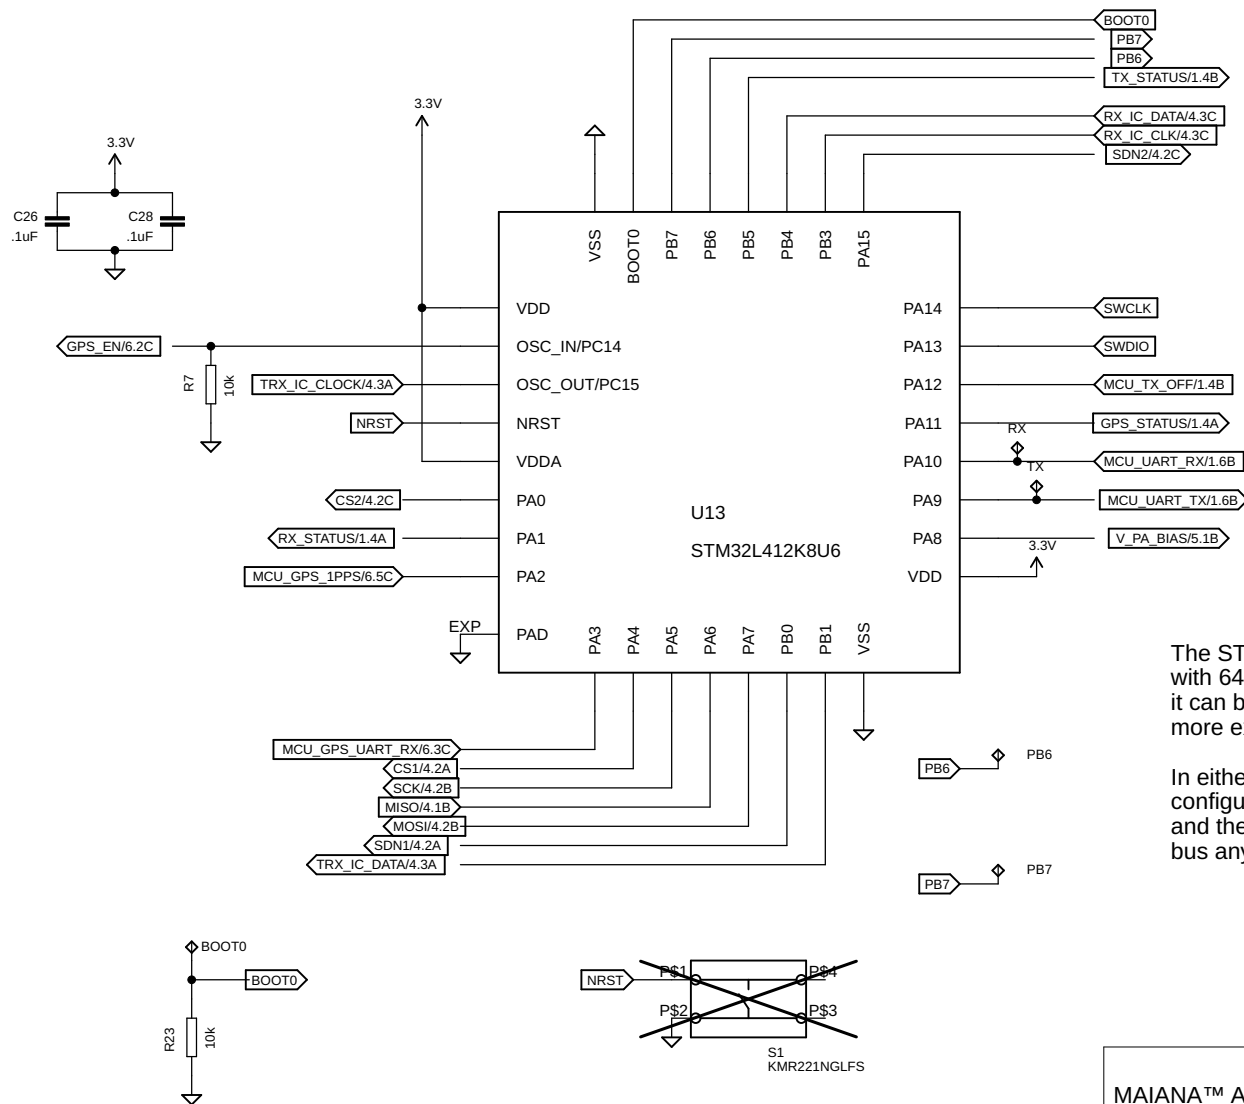 BOOT0
PB7
PB6
TX_STATUS/1.4B
RX_IC_DATA/4.3C
RX_IC_CLK/4.3C
SDN2/4.2C
3.3V
3.3V
C26
.1uF
C28
.1uF
VSS
BOOT0
PB7
PB6
PB5
PB4
PB3
PA15
VDD
OSC_IN/PC14
OSC_OUT/PC15
NRST
VDDA
PA0
PA1
PA2
PAD
EXP
GPS_EN/6.2C
R7
10k
TRX_IC_CLOCK/4.3A
NRST
CS2/4.2C
RX_STATUS/1.4A
MCU_GPS_1PPS/6.5C
U13
STM32L412K8U6
PA14
PA13
PA12
PA11
PA10
PA9
PA8
VDD
SWCLK
SWDIO
MCU_TX_OFF/1.4B
GPS_STATUS/1.4A
RX
MCU_UART_RX/1.6B
TX
MCU_UART_TX/1.6B
V_PA_BIAS/5.1B
3.3V
PA3
PA4
PA5
PA6
PA7
PB0
PB1
VSS
MCU_GPS_UART_RX/6.3C
CS1/4.2A
SCK/4.2B
MISO/4.1B
MOSI/4.2B
SDN1/4.2A
TRX_IC_DATA/4.3A
PB6
PB6
PB7
PB7
The ST
with 64
it can b
more e
In eithe
configu
and the
bus any
BOOT0
BOOT0
R23
10k
NRST
P$1
P$4
P$2
P$3
S1
KMR221NGLFS
MAIANA™ A